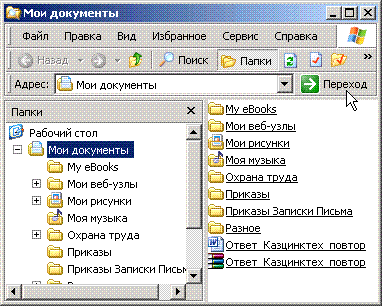 Мои документы
Файл Правка Вид Избранное Сервис Справка
Назад Поиск Папки
Адрес: Мои документы Переход
Папки
Рабочий стол
Мои документы
My eBooks
Мои веб-узлы
Мои рисунки
Моя музыка
Охрана труда
Приказы
Приказы Записки Письм
My eBooks
Мои веб-узлы
Мои рисунки
Моя музыка
Охрана труда
Приказы
Приказы Записки Письма
Разное
Ответ_Казцинктех_повтор
Ответ_Казцинктех_повтор